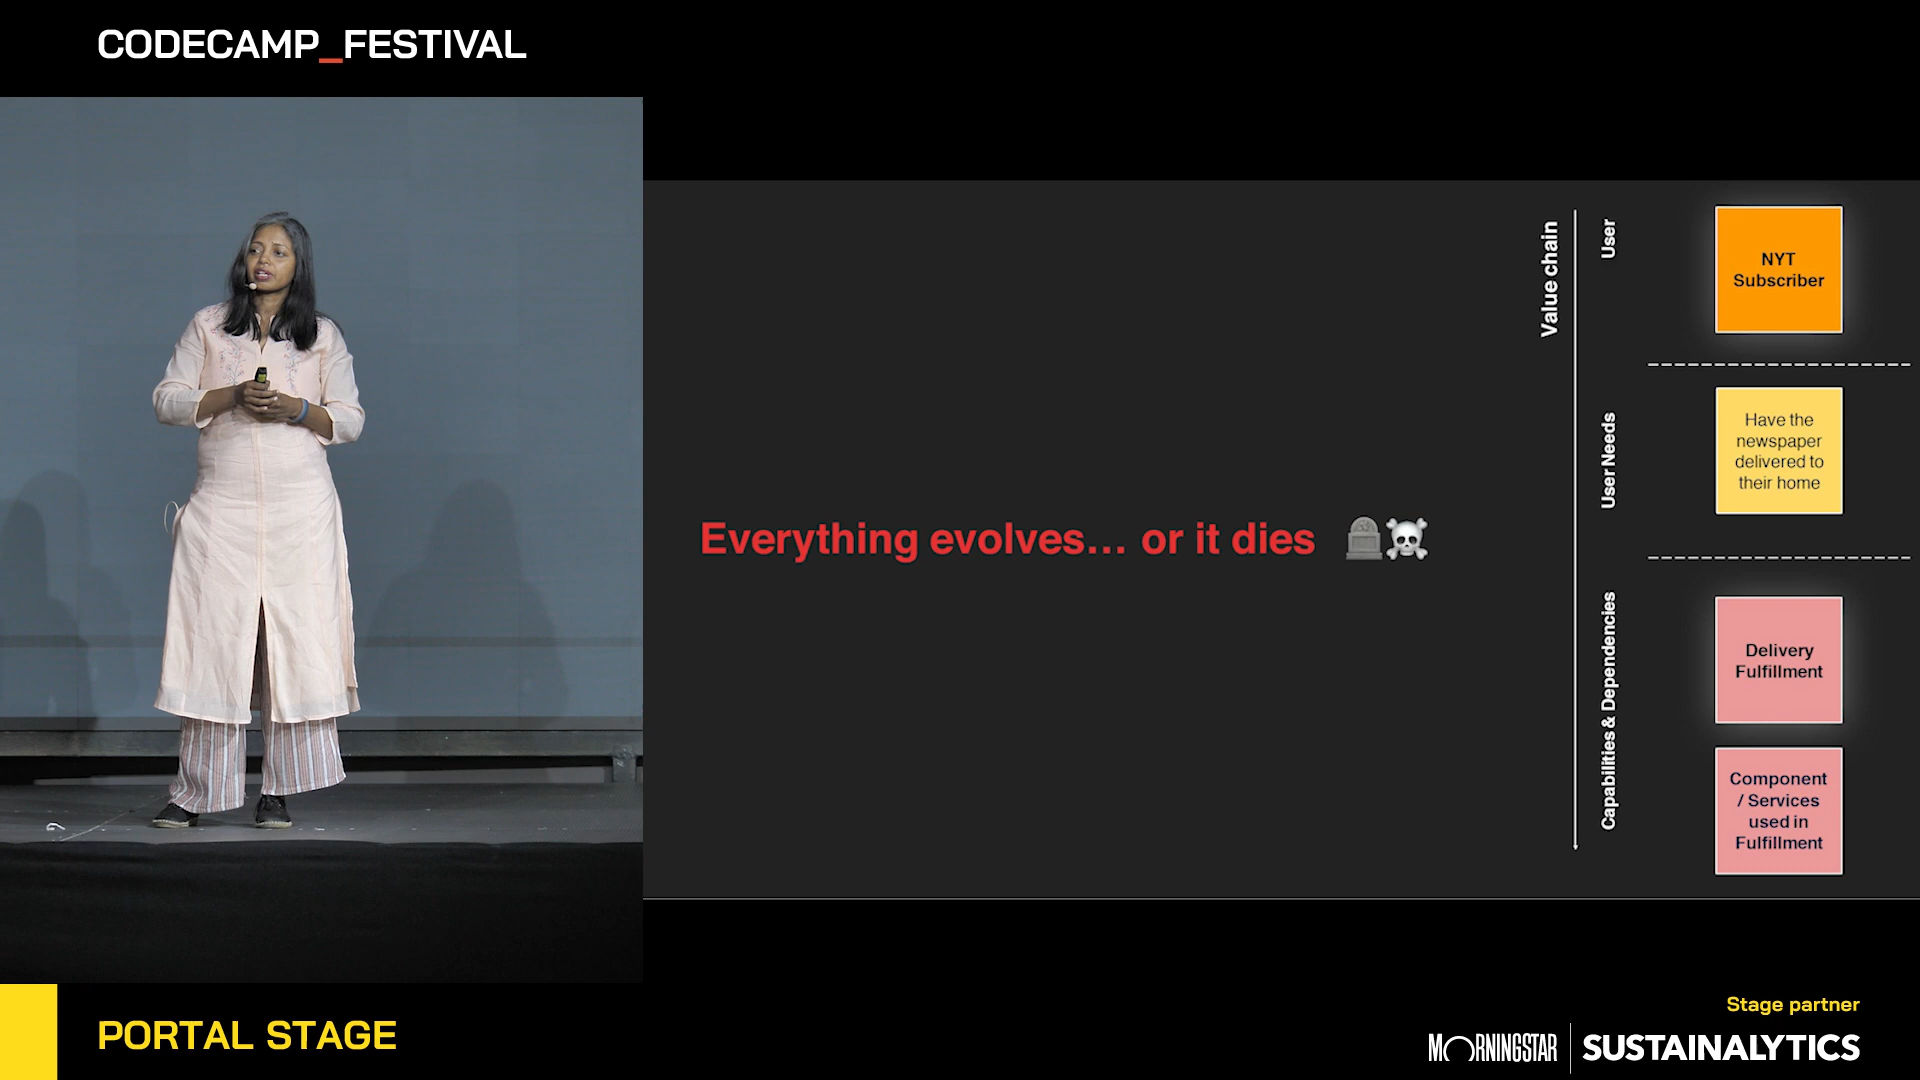 CODECAMP_FESTIVAL
Everything evolves... or it dies
Value chain
User
NYT
Subscriber
User Needs
Have the
newspaper
delivered to
their home
Capabilities & Dependencies
Delivery
Fulfillment
Component
/ Services
used in
Fulfillment
PORTAL STAGE
Stage partner
MORNINGSTAR | SUSTAINALYTICS